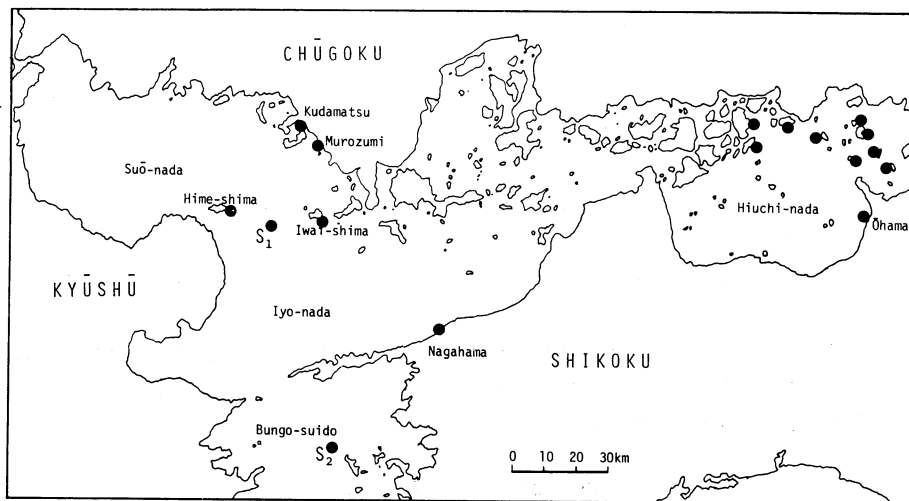 CHŪGOKU
Kudamatsu
Murozumi
Suō-nada
Hime-shima
S1
Iwai-shima
Hiuchi-nada
Ōhama
KYŪSHŪ
Iyo-nada
Nagahama
SHIKOKU
Bungo-suido
S2
0 10 20 30km